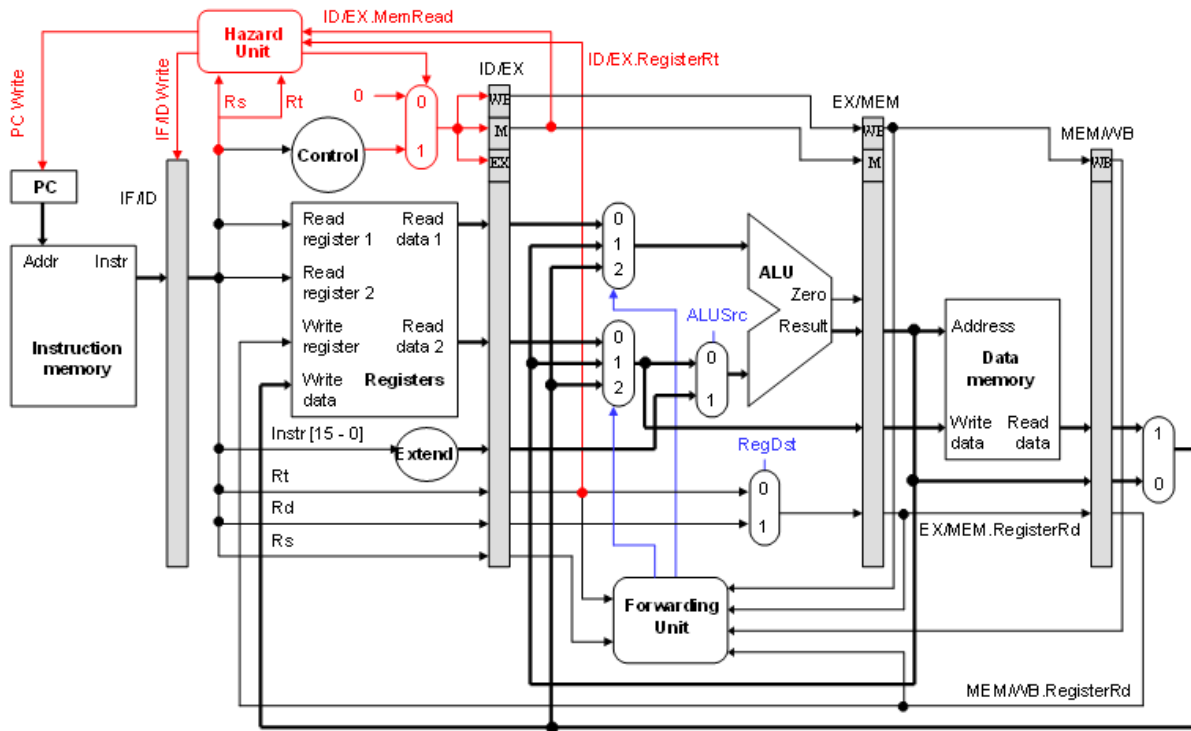 ID/EX.MemRead
Hazard
Unit
ID/EX.RegisterRt
PC Write
IF/ID Write
Rs
Rt
0
0
1
ID/EX
WB
M
EX
EX/MEM
WB
M
MEM/WB
WB
Control
PC
IF/ID
Addr
Instr
Instruction
memory
Read
register 1
Read
data 1
Read
register 2
Write
register
Read
data 2
Write
data
Registers
0
1
2
0
1
2
ALU
Zero
Result
ALUSrc
0
1
Address
Data
memory
Write
data
Read
data
1
0
Instr [15 - 0]
Extend
RegDst
0
1
Rt
Rd
Rs
EX/MEM.RegisterRd
Forwarding
Unit
MEM/WB.RegisterRd